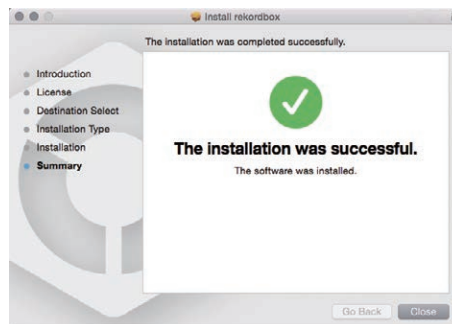 Install rekordbox
The installation was completed successfully.
Introduction
License
Destination Select
Installation Type
Installation
Summary
The installation was successful.
The software was installed.
Go Back
Close